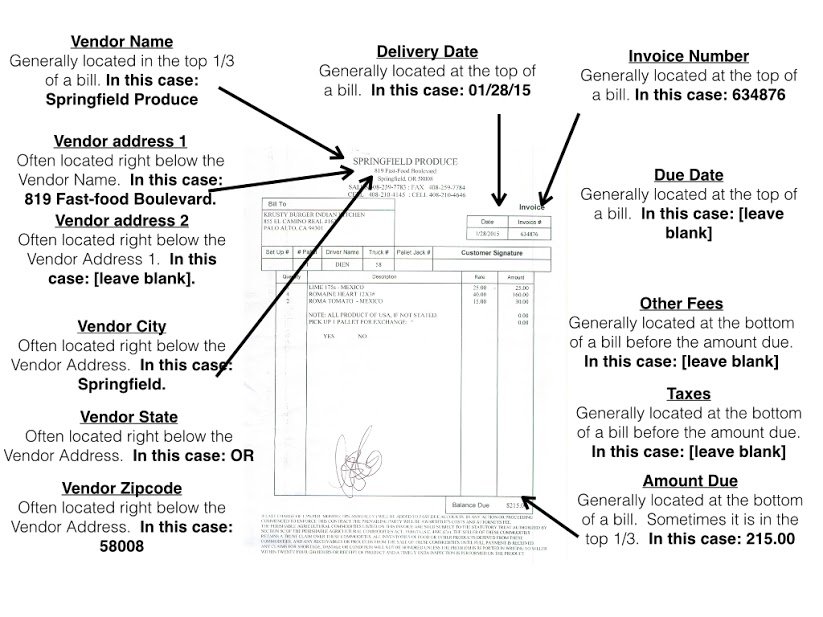 Vendor Name
Generally located in the top 1/3
of a bill. In this case:
Springfield Produce
Vendor address 1
Often located right below the
Vendor Name. In this case:
819 Fast-food Boulevard.
Vendor address 2
Often located right below the
Vendor Address 1. In this
case: [leave blank].
Vendor City
Often located right below the
Vendor Address. In this case:
Springfield.
Vendor State
Often located right below the
Vendor Address. In this case: OR
Vendor Zipcode
Often located right below the
Vendor Address. In this case:
58008
Delivery Date
Generally located at the top of
a bill. In this case: 01/28/15
Invoice Number
Generally located at the top of
a bill. In this case: 634876
Due Date
Generally located at the top of
a bill. In this case: [leave
blank]
Other Fees
Generally located at the bottom
of a bill before the amount due.
In this case: [leave blank]
Taxes
Generally located at the bottom
of a bill before the amount due.
In this case: [leave blank]
Amount Due
Generally located at the bottom
of a bill. Sometimes it is in the
top 1/3. In this case: 215.00
SPRINGFIELD PRODUCE
819 Fast-Food Boulevard
Springfield, OR 58008
408-259-7783 ; FAX 408-259-7784
408-210-4145 ; CELL 408-210-4646
Bill To
KRUSTY BURGER INDIAN KITCHEN
855 EL CAMINO REAL
PALO ALTO, CA 94301
Invoice
Date Invoice #
1/28/2015 634876
Set Up # # Pallet Driver Name Truck # Pallet Jack # Customer Signature
DIEN 58
Quantity Description Rate Amount
LIME 175s - MEXICO 25.00 25.00
4 ROMAINE HEART 12X3# 40.00 160.00
2 ROMA TOMATO - MEXICO 30.00
NOTE: ALL PRODUCT OF USA, IF NOT STATED. 0.00
PICK UP 1 PALLET FOR EXCHANGE. 0.00
YES NO
Balance Due